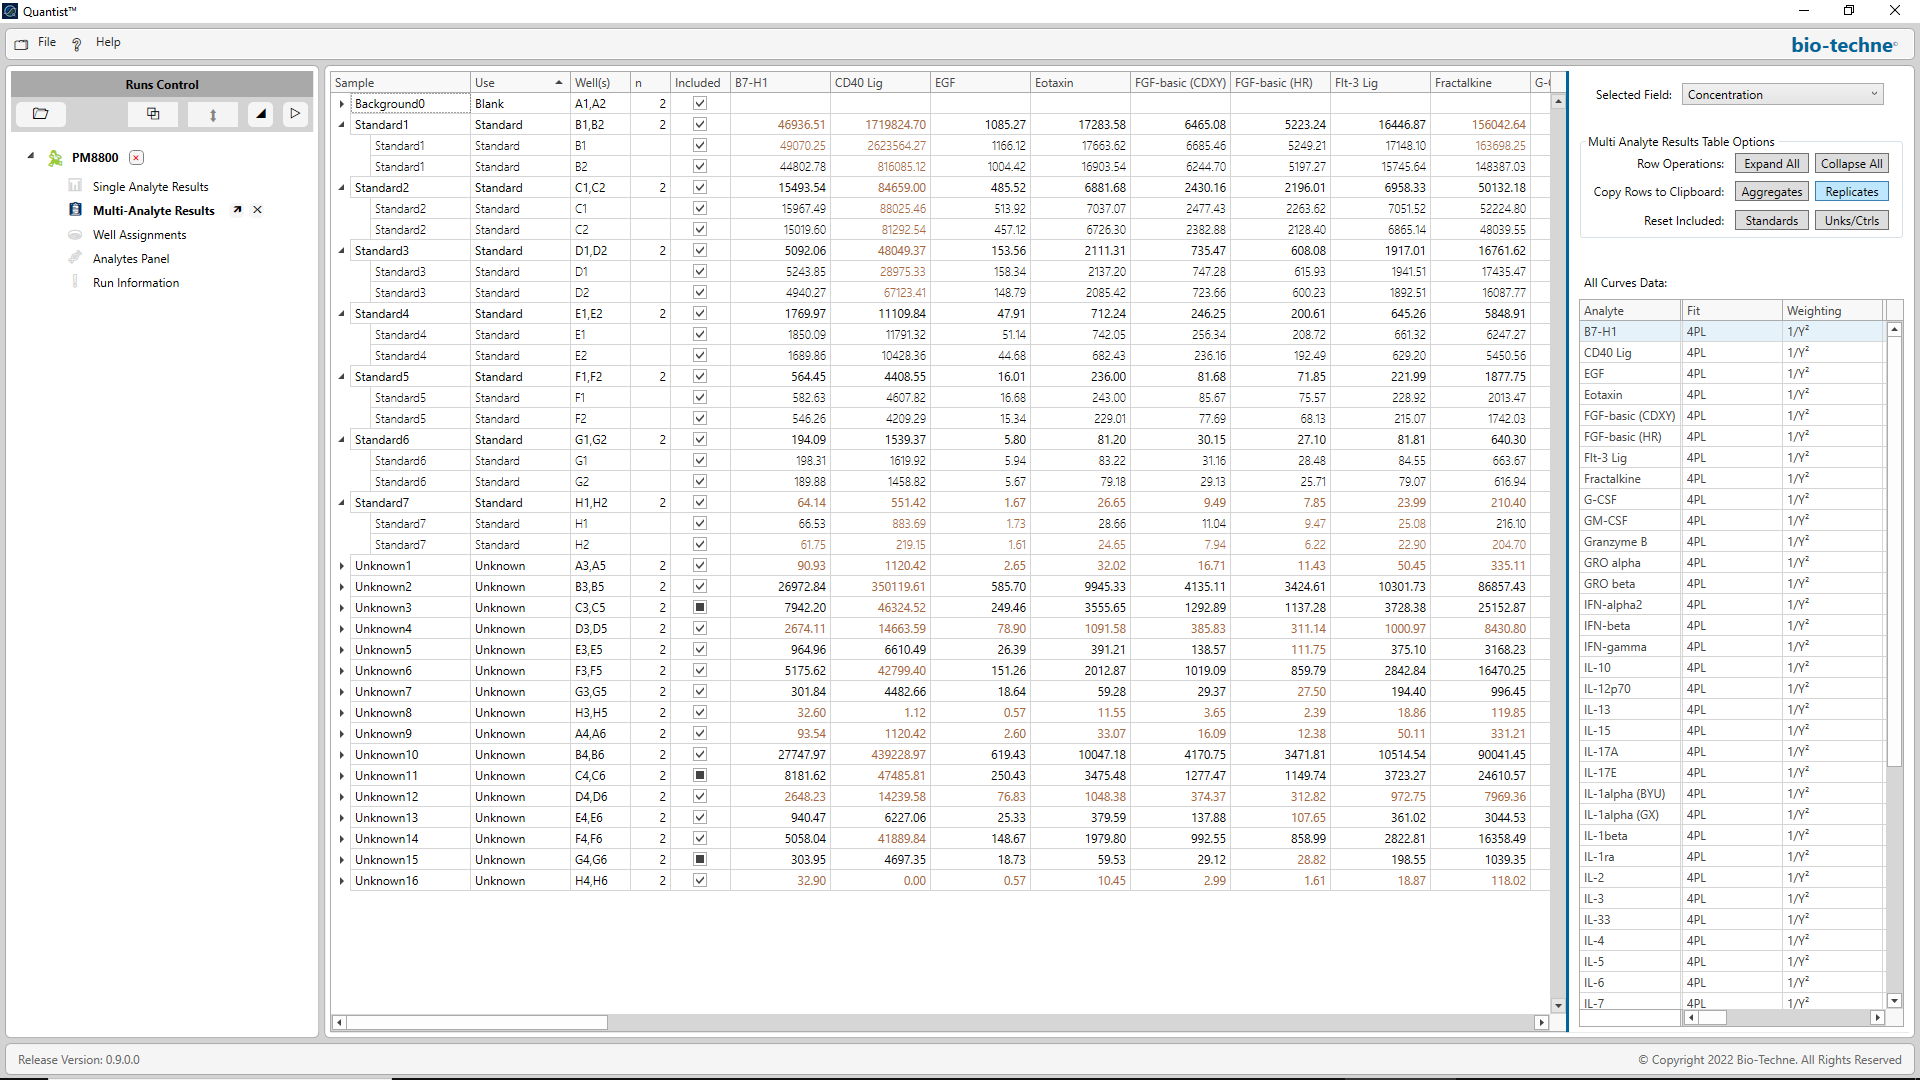 Quantist™
File Help
bio-techne
Runs Control
PM8800
Single Analyte Results
Multi-Analyte Results
Well Assignments
Analytes Panel
Run Information
Sample Use Well(s) n Included B7-H1 CD40 Lig EGF Eotaxin FGF-basic (CDXY) FGF-basic (HR) Flt-3 Lig Fractalkine G-
Background0 Blank A1,A2 2
Standard1 Standard B1,B2 2 46936.51 1719824.70 1085.27 17283.58 6465.08 5223.24 16446.87 156042.64
Standard1 Standard B1 49070.25 2623564.27 1166.12 17663.62 6685.46 5249.21 17148.10 163698.25
Standard1 Standard B2 44802.78 816085.12 1004.42 16903.54 6244.70 5197.27 15745.64 148387.03
Standard2 Standard C1,C2 2 15493.54 84659.00 485.52 6881.68 2430.16 2196.01 6958.33 50132.18
Standard2 Standard C1 15967.49 88025.46 513.92 7037.07 2477.43 2263.62 7051.52 52224.80
Standard2 Standard C2 15019.60 81292.54 457.12 6726.30 2382.88 2128.40 6865.14 48039.55
Standard3 Standard D1,D2 2 5092.06 48049.37 153.56 2111.31 735.47 608.08 1917.01 16761.62
Standard3 Standard D1 5243.85 28975.33 158.34 2137.20 747.28 615.93 1941.51 17435.47
Standard3 Standard D2 4940.27 67123.41 148.79 2085.42 723.66 600.23 1892.51 16087.77
Standard4 Standard E1,E2 2 1769.97 11109.84 47.91 712.24 246.25 200.61 645.26 5848.91
Standard4 Standard E1 1850.09 11791.32 51.14 742.05 256.34 208.72 661.32 6247.27
Standard4 Standard E2 1689.86 10428.36 44.68 682.43 236.16 192.49 629.20 5450.56
Standard5 Standard F1,F2 2 564.45 4408.55 16.01 236.00 81.68 71.85 221.99 1877.75
Standard5 Standard F1 582.63 4607.82 16.68 243.00 85.67 75.57 228.92 2013.47
Standard5 Standard F2 546.26 4209.29 15.34 229.01 77.69 68.13 215.07 1742.03
Standard6 Standard G1,G2 2 194.09 1539.37 5.80 81.20 30.15 27.10 81.81 640.30
Standard6 Standard G1 198.31 1619.92 5.94 83.22 31.16 28.48 84.55 663.67
Standard6 Standard G2 189.88 1458.82 5.67 79.18 29.13 25.71 79.07 616.94
Standard7 Standard H1,H2 2 64.14 551.42 1.67 26.65 9.49 7.85 23.99 210.40
Standard7 Standard H1 66.53 883.69 1.73 28.66 11.04 9.47 25.08 216.10
Standard7 Standard H2 61.75 219.15 1.61 24.65 7.94 6.22 22.90 204.70
Unknown1 Unknown A3,A5 2 90.93 1120.42 2.65 32.02 16.71 11.43 50.45 335.11
Unknown2 Unknown B3,B5 2 26972.84 350119.61 585.70 9945.33 4135.11 3424.61 10301.73 86857.43
Unknown3 Unknown C3,C5 2 7942.20 46324.52 249.46 3555.65 1292.89 1137.28 3728.38 25152.87
Unknown4 Unknown D3,D5 2 2674.11 14663.59 78.90 1091.58 385.83 311.14 1000.97 8430.80
Unknown5 Unknown E3,E5 2 964.96 6610.49 26.39 391.21 138.57 111.75 375.10 3168.23
Unknown6 Unknown F3,F5 2 5175.62 42799.40 151.26 2012.87 1019.09 859.79 2842.84 16470.25
Unknown7 Unknown G3,G5 2 301.84 4482.66 18.64 59.28 29.37 27.50 194.40 996.45
Unknown8 Unknown H3,H5 2 32.60 1.12 0.57 11.55 3.65 2.39 18.86 119.85
Unknown9 Unknown A4,A6 2 93.54 1120.42 2.60 33.07 16.09 12.38 50.11 331.21
Unknown10 Unknown B4,B6 2 27747.97 439228.97 619.43 10047.18 4170.75 3471.81 10514.54 90041.45
Unknown11 Unknown C4,C6 2 8181.62 47485.81 250.43 3475.48 1277.47 1149.74 3723.27 24610.57
Unknown12 Unknown D4,D6 2 2648.23 14239.58 76.83 1048.38 374.37 312.82 972.75 7969.36
Unknown13 Unknown E4,E6 2 940.47 6227.06 25.33 379.59 137.88 107.65 361.02 3044.53
Unknown14 Unknown F4,F6 2 5058.04 41889.84 148.67 1979.80 992.55 858.99 2822.81 16358.49
Unknown15 Unknown G4,G6 2 303.95 4697.35 18.73 59.53 29.12 28.82 198.55 1039.35
Unknown16 Unknown H4,H6 2 32.90 0.00 0.57 10.45 2.99 1.61 18.87 118.02
Selected Field: Concentration
Multi Analyte Results Table Options
Row Operations: Expand All Collapse All
Copy Rows to Clipboard: Aggregates Replicates
Reset Included: Standards Unks/Ctrls
All Curves Data:
Analyte Fit Weighting
B7-H1 4PL 1/Y²
CD40 Lig 4PL 1/Y²
EGF 4PL 1/Y²
Eotaxin 4PL 1/Y²
FGF-basic (CDXY) 4PL 1/Y²
FGF-basic (HR) 4PL 1/Y²
Flt-3 Lig 4PL 1/Y²
Fractalkine 4PL 1/Y²
G-CSF 4PL 1/Y²
GM-CSF 4PL 1/Y²
Granzyme B 4PL 1/Y²
GRO alpha 4PL 1/Y²
GRO beta 4PL 1/Y²
IFN-alpha2 4PL 1/Y²
IFN-beta 4PL 1/Y²
IFN-gamma 4PL 1/Y²
IL-10 4PL 1/Y²
IL-12p70 4PL 1/Y²
IL-13 4PL 1/Y²
IL-15 4PL 1/Y²
IL-17A 4PL 1/Y²
IL-17E 4PL 1/Y²
IL-1alpha (BYU) 4PL 1/Y²
IL-1alpha (GX) 4PL 1/Y²
IL-1beta 4PL 1/Y²
IL-1ra 4PL 1/Y²
IL-2 4PL 1/Y²
IL-3 4PL 1/Y²
IL-33 4PL 1/Y²
IL-4 4PL 1/Y²
IL-5 4PL 1/Y²
IL-6 4PL 1/Y²
IL-7 4PL 1/Y²
Release Version: 0.9.0.0
© Copyright 2022 Bio-Techne. All Rights Reserved